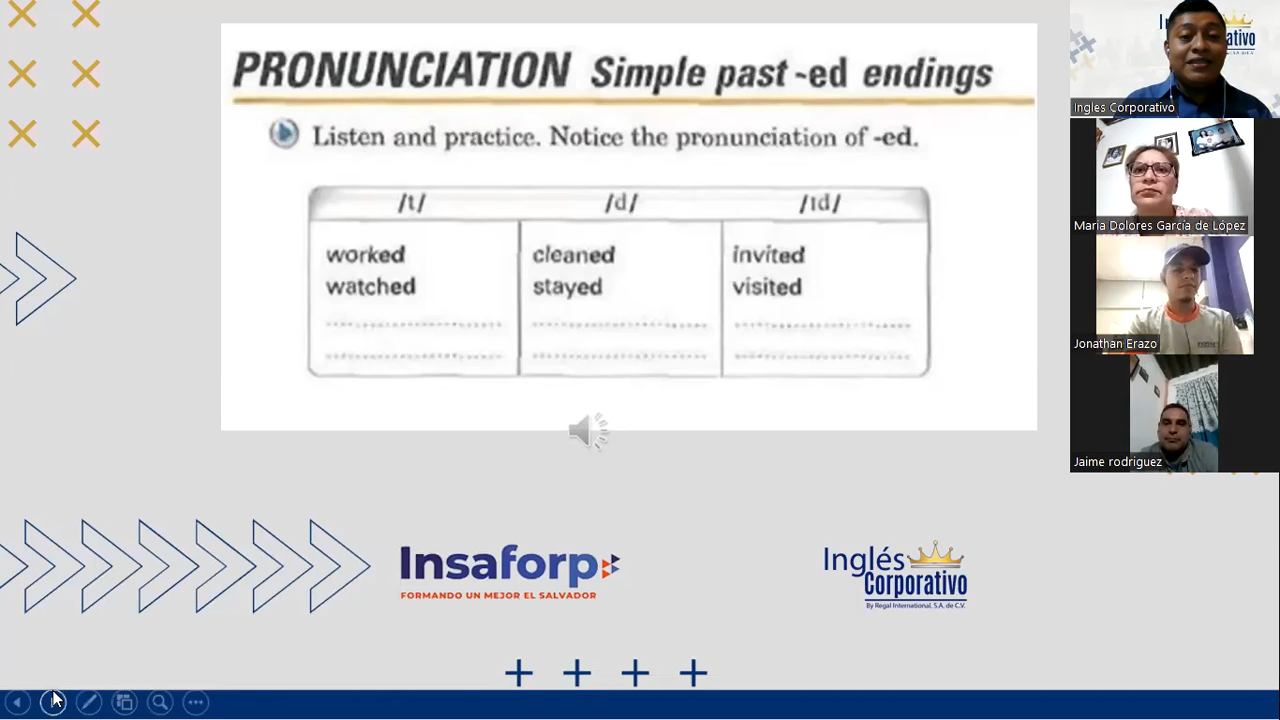 PRONUNCIATION Simple past -ed endings
Listen and practice. Notice the pronunciation of -ed.
/t/ /d/ /ɪd/
worked cleaned invited
watched stayed visited
Insaforp
FORMANDO UN MEJOR EL SALVADOR
Inglés
Corporativo
By Regal International, S.A. de C.V.
Ingles Corporativo
Maria Dolores García de López
Jonathan Erazo
Jaime rodriguez